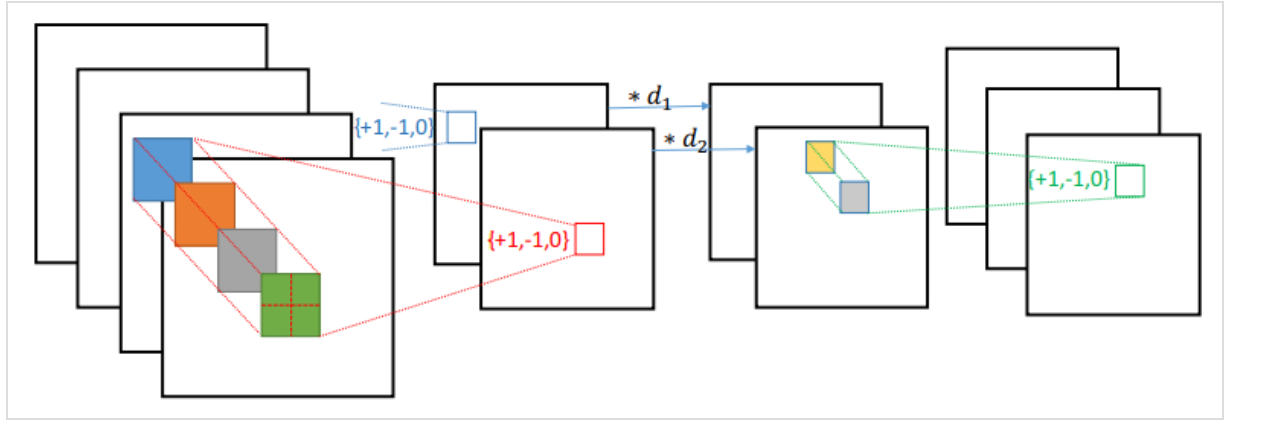 * d₁
{+1,-1,0}
* d₂
{+1,-1,0}
{+1,-1,0}